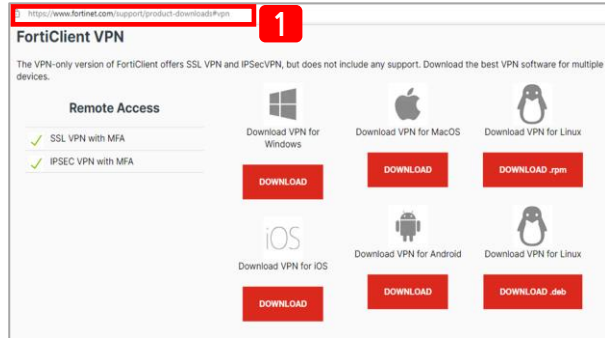 https://www.fortinet.com/support/product-downloads#vpn
1
FortiClient VPN
The VPN-only version of FortiClient offers SSL VPN and IPSecVPN, but does not include any support. Download the best VPN software for multiple
devices.
Remote Access
SSL VPN with MFA
IPSEC VPN with MFA
Download VPN for
Windows
DOWNLOAD
Download VPN for MacOS
DOWNLOAD
Download VPN for Linux
DOWNLOAD .rpm
iOS
Download VPN for iOS
DOWNLOAD
Download VPN for Android
DOWNLOAD
Download VPN for Linux
DOWNLOAD .deb